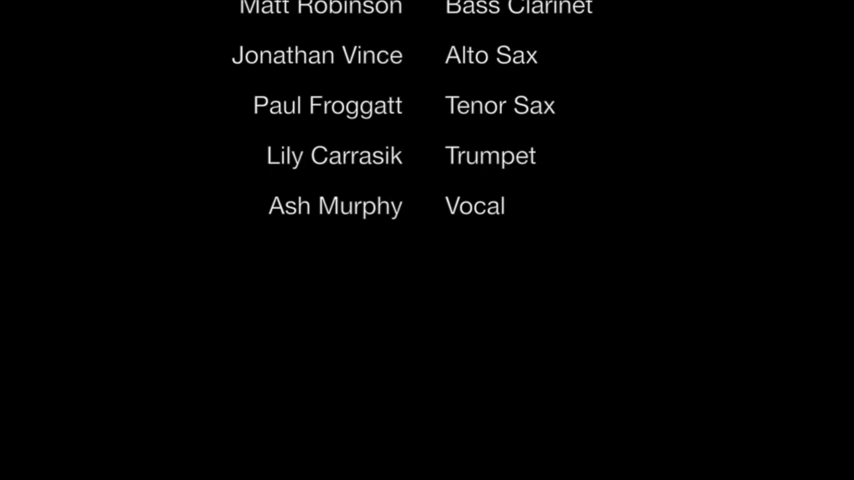 Matt Robinson Bass Clarinet
Jonathan Vince Alto Sax
Paul Froggatt Tenor Sax
Lily Carrasik Trumpet
Ash Murphy Vocal